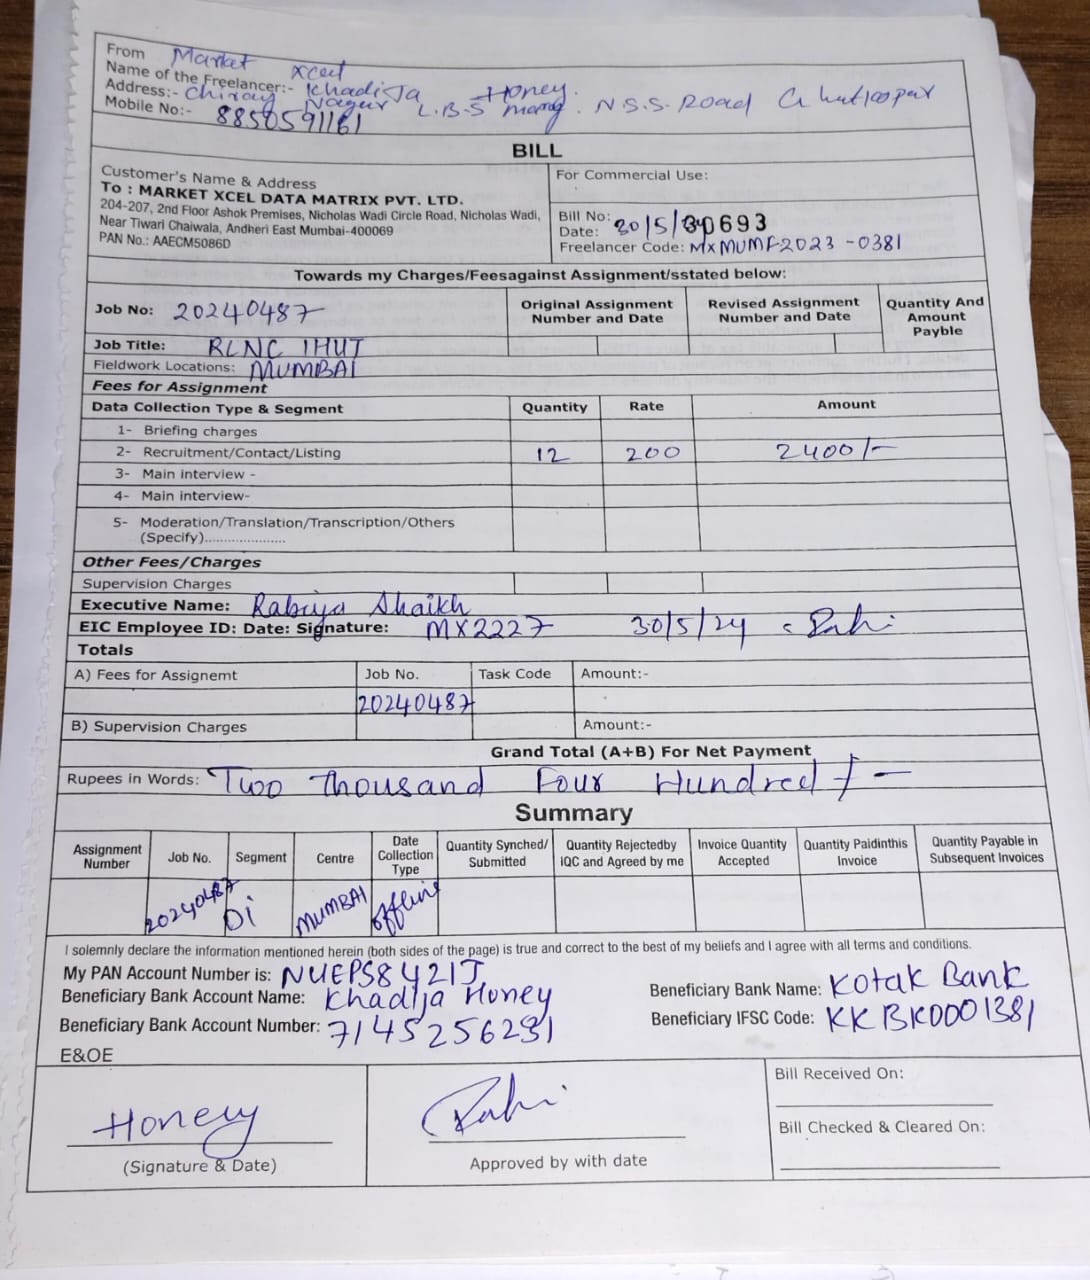 From Market Xcel
Name of the Freelancer:- Khadija Honey.
Address:- Chirag Nagar L.B.S marg. N.S.S. Road Ghatkopar
Mobile No:- 8850591161
BILL
Customer's Name & Address
To : MARKET XCEL DATA MATRIX PVT. LTD.
204-207, 2nd Floor Ashok Premises, Nicholas Wadi Circle Road, Nicholas Wadi,
Near Tiwari Chaiwala, Andheri East Mumbai-400069
PAN No.: AAECM5086D
For Commercial Use:
Bill No: 30693
Date: 30/5/24
Freelancer Code: MXMUMF2023-0381
Towards my Charges/Feesagainst Assignment/sstated below:
Job No: 20240487
Original Assignment Number and Date
Revised Assignment Number and Date
Quantity And Amount Payble
Job Title: RLNC IHUT
Fieldwork Locations: MUMBAI
Fees for Assignment
Data Collection Type & Segment Quantity Rate Amount
1- Briefing charges
2- Recruitment/Contact/Listing 12 200 2400/-
3- Main interview -
4- Main interview-
5- Moderation/Translation/Transcription/Others
(Specify).....................
Other Fees/Charges
Supervision Charges
Executive Name: Rabiya Shaikh
EIC Employee ID: Date: Signature: MX2227 30/5/24
Totals
A) Fees for Assignemt Job No. Task Code Amount:-
20240487
B) Supervision Charges Amount:-
Grand Total (A+B) For Net Payment
Rupees in Words: Two Thousand Four Hundred /-
Summary
Assignment Number
Job No.
Segment
Centre
Date Collection Type
Quantity Synched/ Submitted
Quantity Rejectedby IQC and Agreed by me
Invoice Quantity Accepted
Quantity Paidinthis Invoice
Quantity Payable in Subsequent Invoices
20240487 Di MUMBAI offline
I solemnly declare the information mentioned herein (both sides of the page) is true and correct to the best of my beliefs and I agree with all terms and conditions.
My PAN Account Number is: NUEPS8421J
Beneficiary Bank Account Name: Khadija Honey
Beneficiary Bank Name: Kotak Bank
Beneficiary Bank Account Number: 7145256231
Beneficiary IFSC Code: KKBK0001381
E&OE
Honey
(Signature & Date)
Approved by with date
Bill Received On:
Bill Checked & Cleared On: